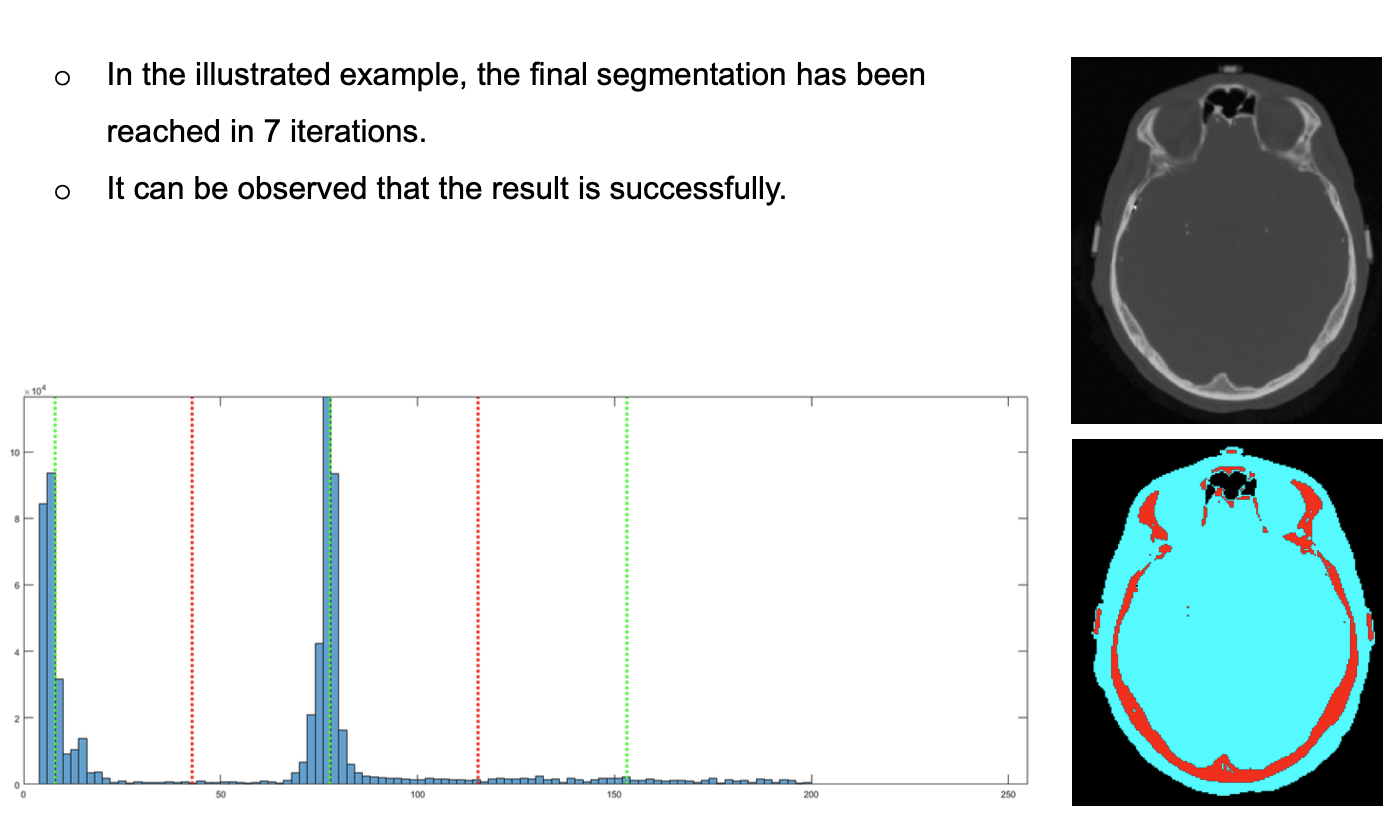 ○ In the illustrated example, the final segmentation has been
reached in 7 iterations.
○ It can be observed that the result is successfully.
×10⁴
10
8
6
4
2
0
0 50 100 150 200 250